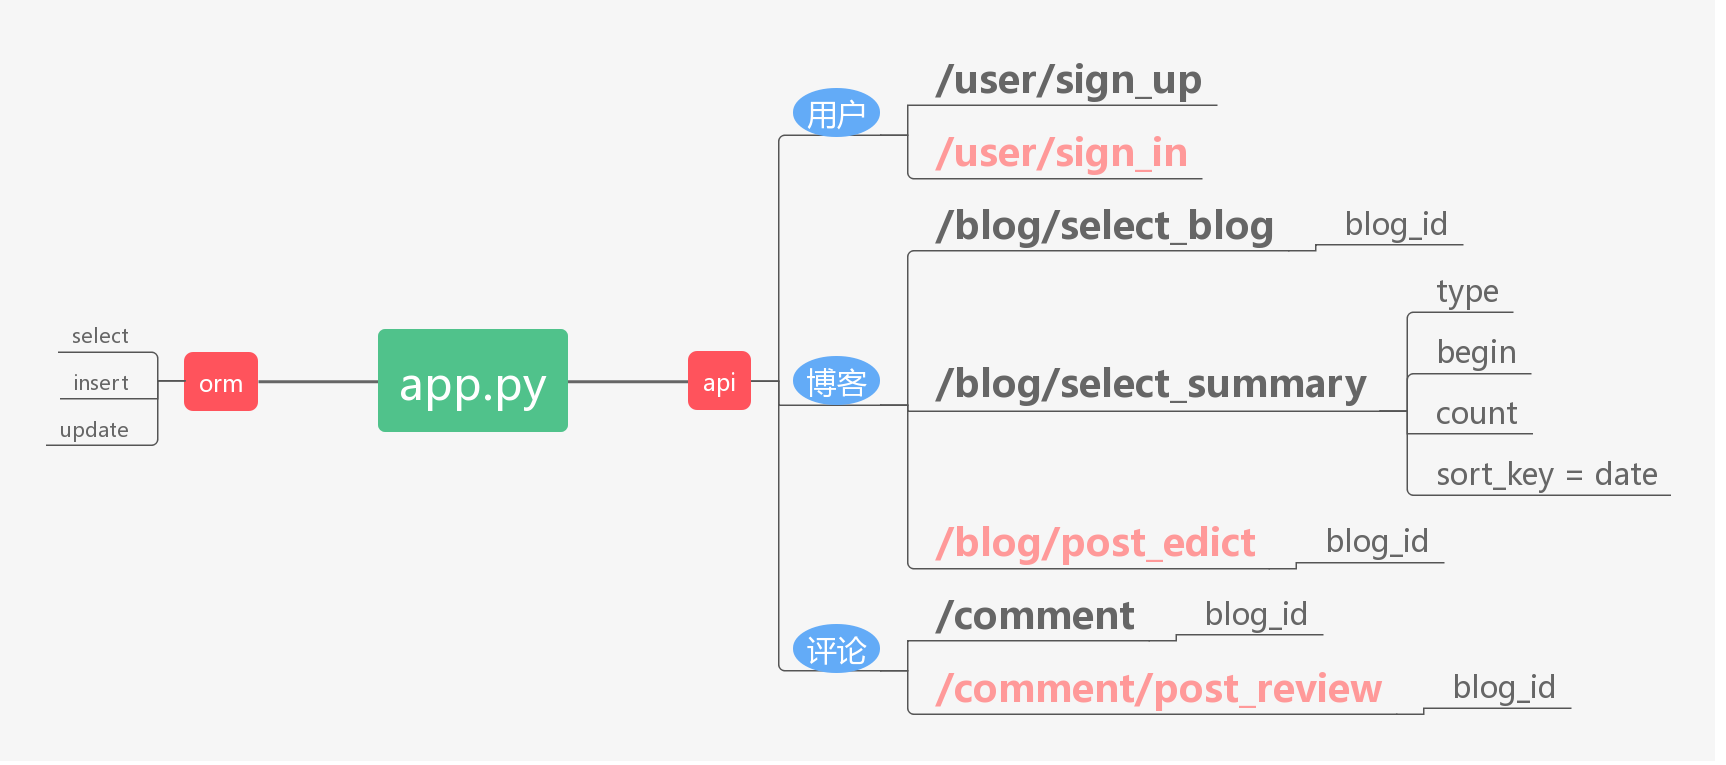 select
insert
update
orm
app.py
api
用户
/user/sign_up
/user/sign_in
博客
/blog/select_blog
blog_id
/blog/select_summary
type
begin
count
sort_key = date
/blog/post_edict
blog_id
评论
/comment
blog_id
/comment/post_review
blog_id